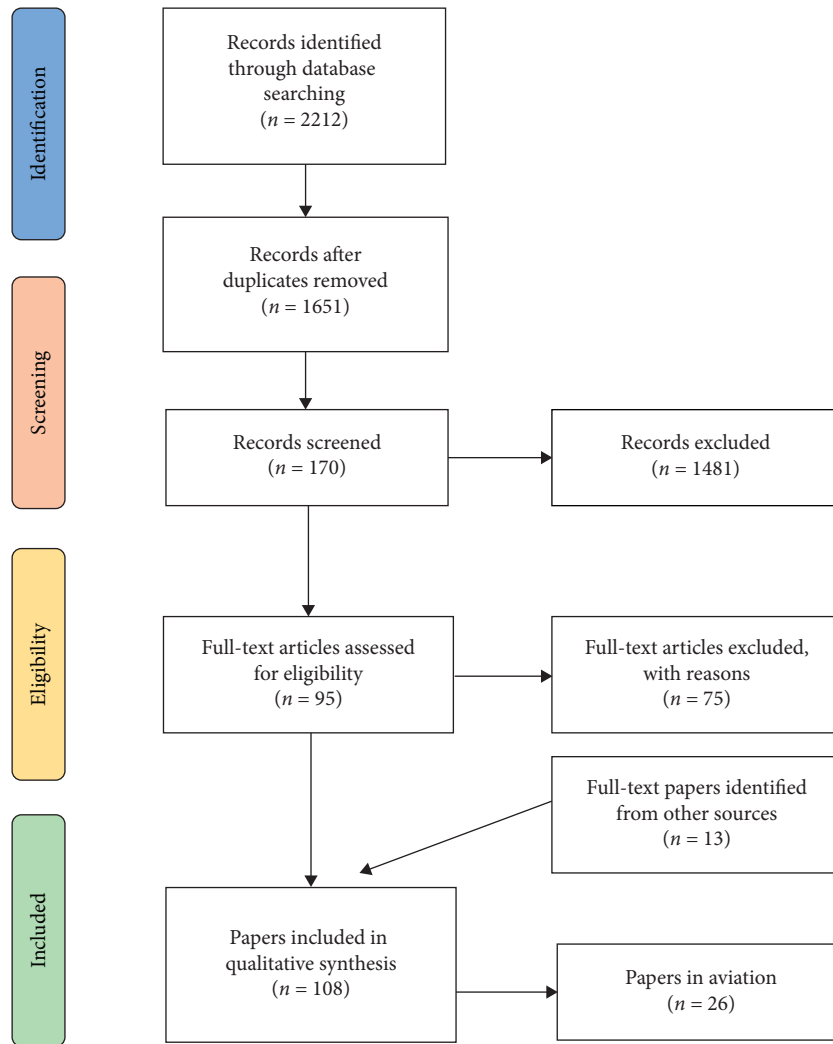 Identification
Records identified
through database
searching
(n = 2212)
Records after
duplicates removed
(n = 1651)
Screening
Records screened
(n = 170)
Records excluded
(n = 1481)
Eligibility
Full-text articles assessed
for eligibility
(n = 95)
Full-text articles excluded,
with reasons
(n = 75)
Full-text papers identified
from other sources
(n = 13)
Included
Papers included in
qualitative synthesis
(n = 108)
Papers in aviation
(n = 26)